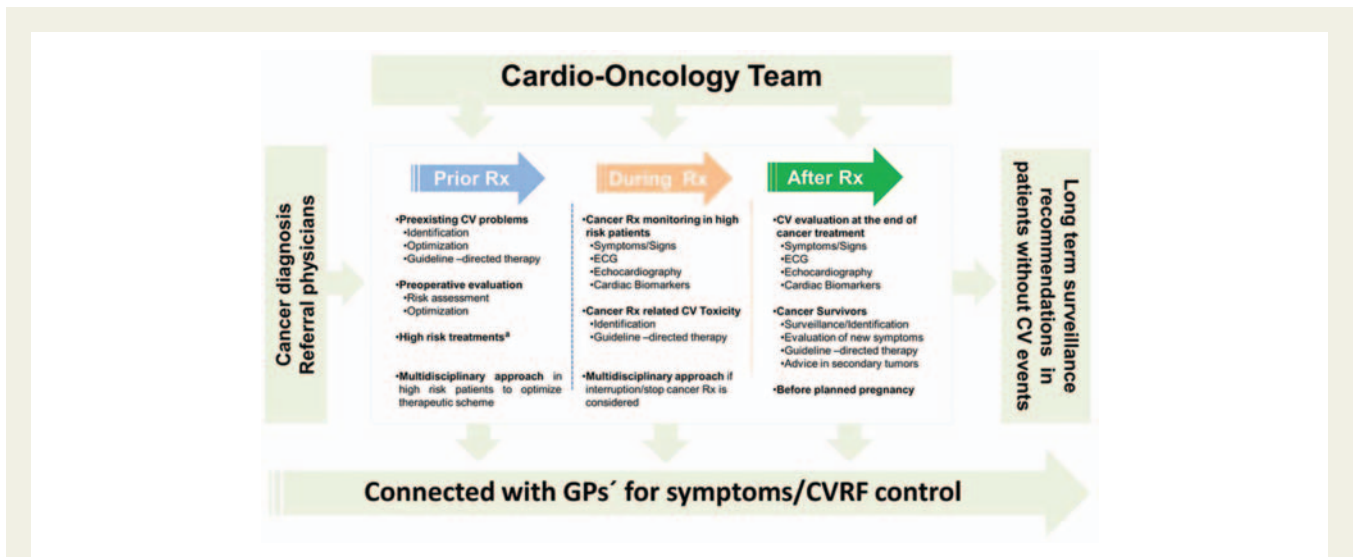 Cardio-Oncology Team
Cancer diagnosis
Referral physicians
Prior Rx
•Preexisting CV problems
•Identification
•Optimization
•Guideline –directed therapy
•Preoperative evaluation
•Risk assessment
•Optimization
•High risk treatmentsª
•Multidisciplinary approach in
high risk patients to optimize
therapeutic scheme
During Rx
•Cancer Rx monitoring in high
risk patients
•Symptoms/Signs
•ECG
•Echocardiography
•Cardiac Biomarkers
•Cancer Rx related CV Toxicity
•Identification
•Guideline –directed therapy
•Multidisciplinary approach if
interruption/stop cancer Rx is
considered
After Rx
•CV evaluation at the end of
cancer treatment
•Symptoms/Signs
•ECG
•Echocardiography
•Cardiac Biomarkers
•Cancer Survivors
•Surveillance/Identification
•Evaluation of new symptoms
•Guideline –directed therapy
•Advice in secondary tumors
•Before planned pregnancy
Long term surveillance
recommendations in
patients without CV events
Connected with GPs´ for symptoms/CVRF control